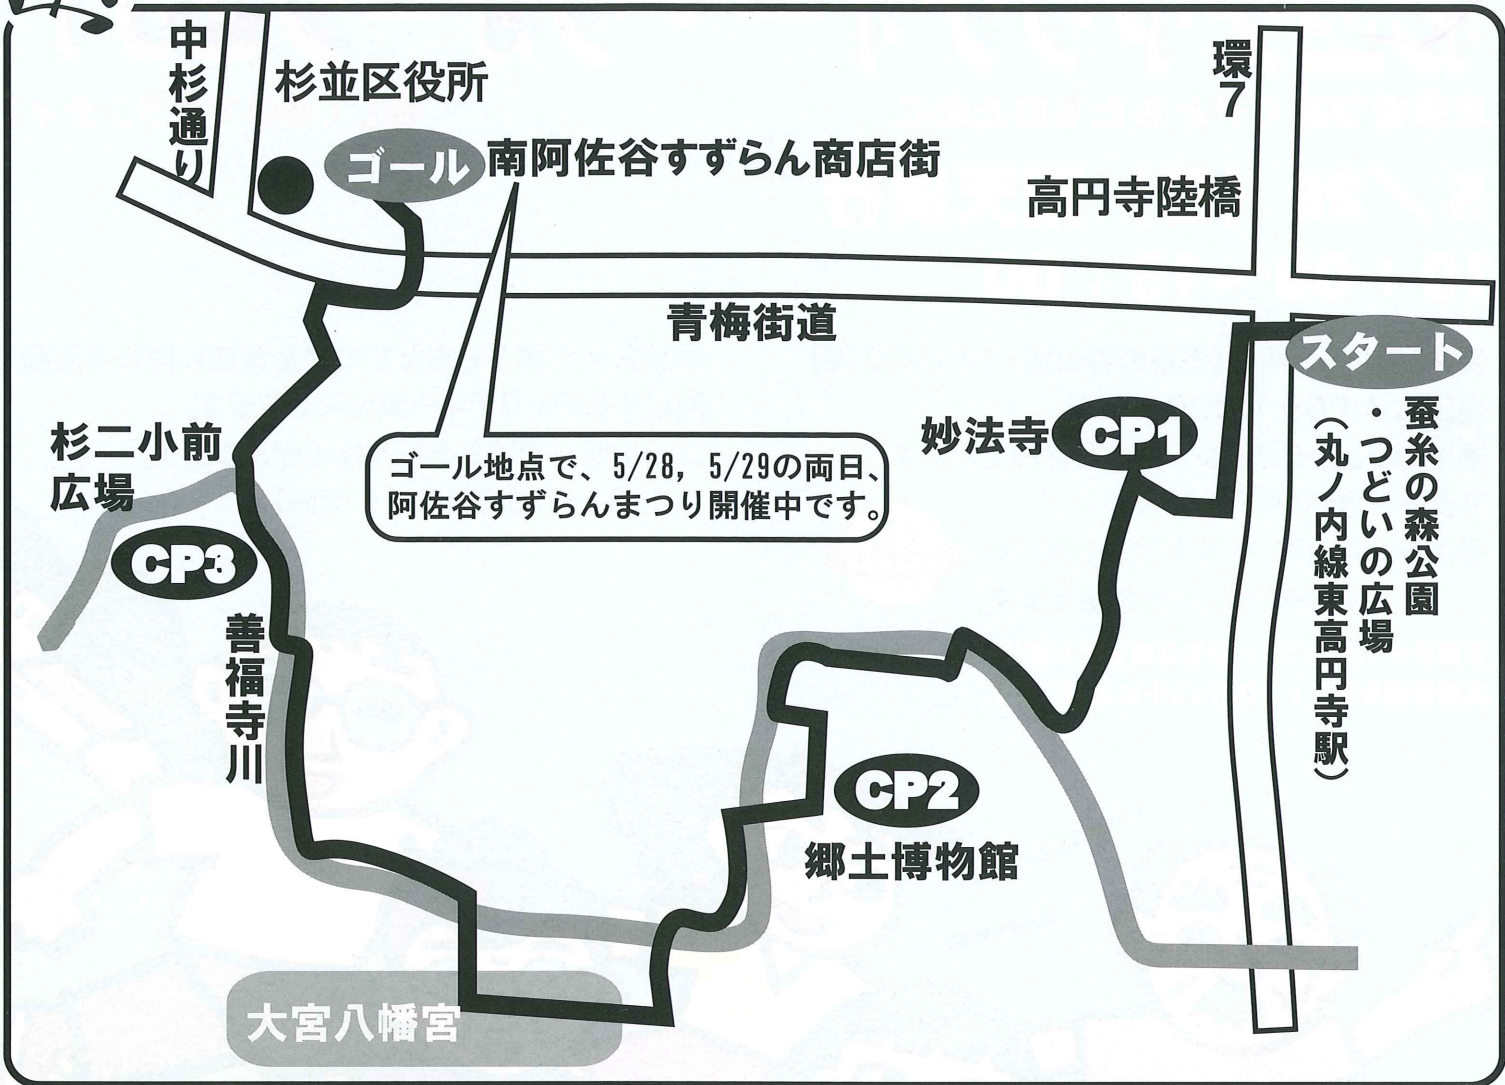 中杉通り
杉並区役所
ゴール
南阿佐谷すずらん商店街
環7
高円寺陸橋
青梅街道
スタート
蚕糸の森公園
・つどいの広場
（丸ノ内線東高円寺駅）
妙法寺
CP1
杉二小前
広場
ゴール地点で、5/28，5/29の両日、
阿佐谷すずらんまつり開催中です。
CP3
善福寺川
CP2
郷土博物館
大宮八幡宮